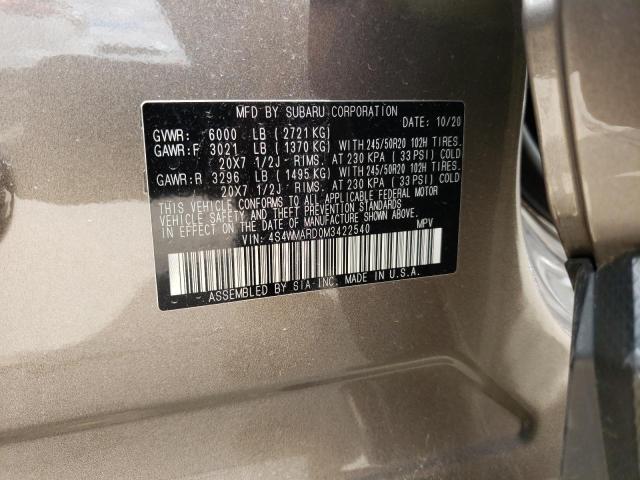 MFD BY SUBARU CORPORATION
DATE: 10/20
GVWR: 6000 LB ( 2721 KG)
GAWR:F 3021 LB ( 1370 KG) WITH 245/50R20 102H TIRES.
20X7 1/2J- RIMS. AT 230 KPA ( 33 PSI) COLD
GAWR:R 3296 LB ( 1495 KG) WITH 245/50R20 102H TIRES.
20X7 1/2J- RIMS. AT 230 KPA ( 33 PSI) COLD
THIS VEHICLE CONFORMS TO ALL APPLICABLE FEDERAL MOTOR
VEHICLE SAFETY AND THEFT PREVENTION STANDARDS
IN EFFECT ON THE DATE OF MANUFACTURE SHOWN ABOVE.
VIN: 4S4WMARD0M3422540 MPV
ASSEMBLED BY SIA-INC. MADE IN U.S.A.